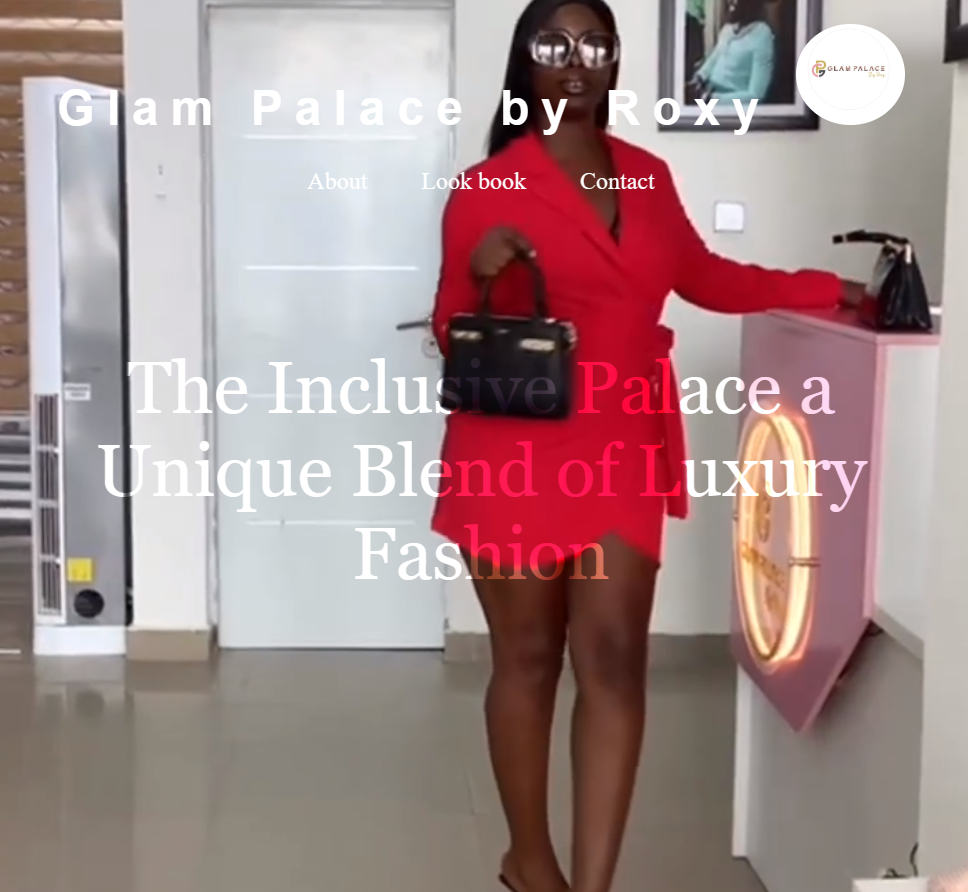 GLAM PALACE
Glam Palace by Roxy
About Look book Contact
The Inclusive Palace a
Unique Blend of Luxury
Fashion